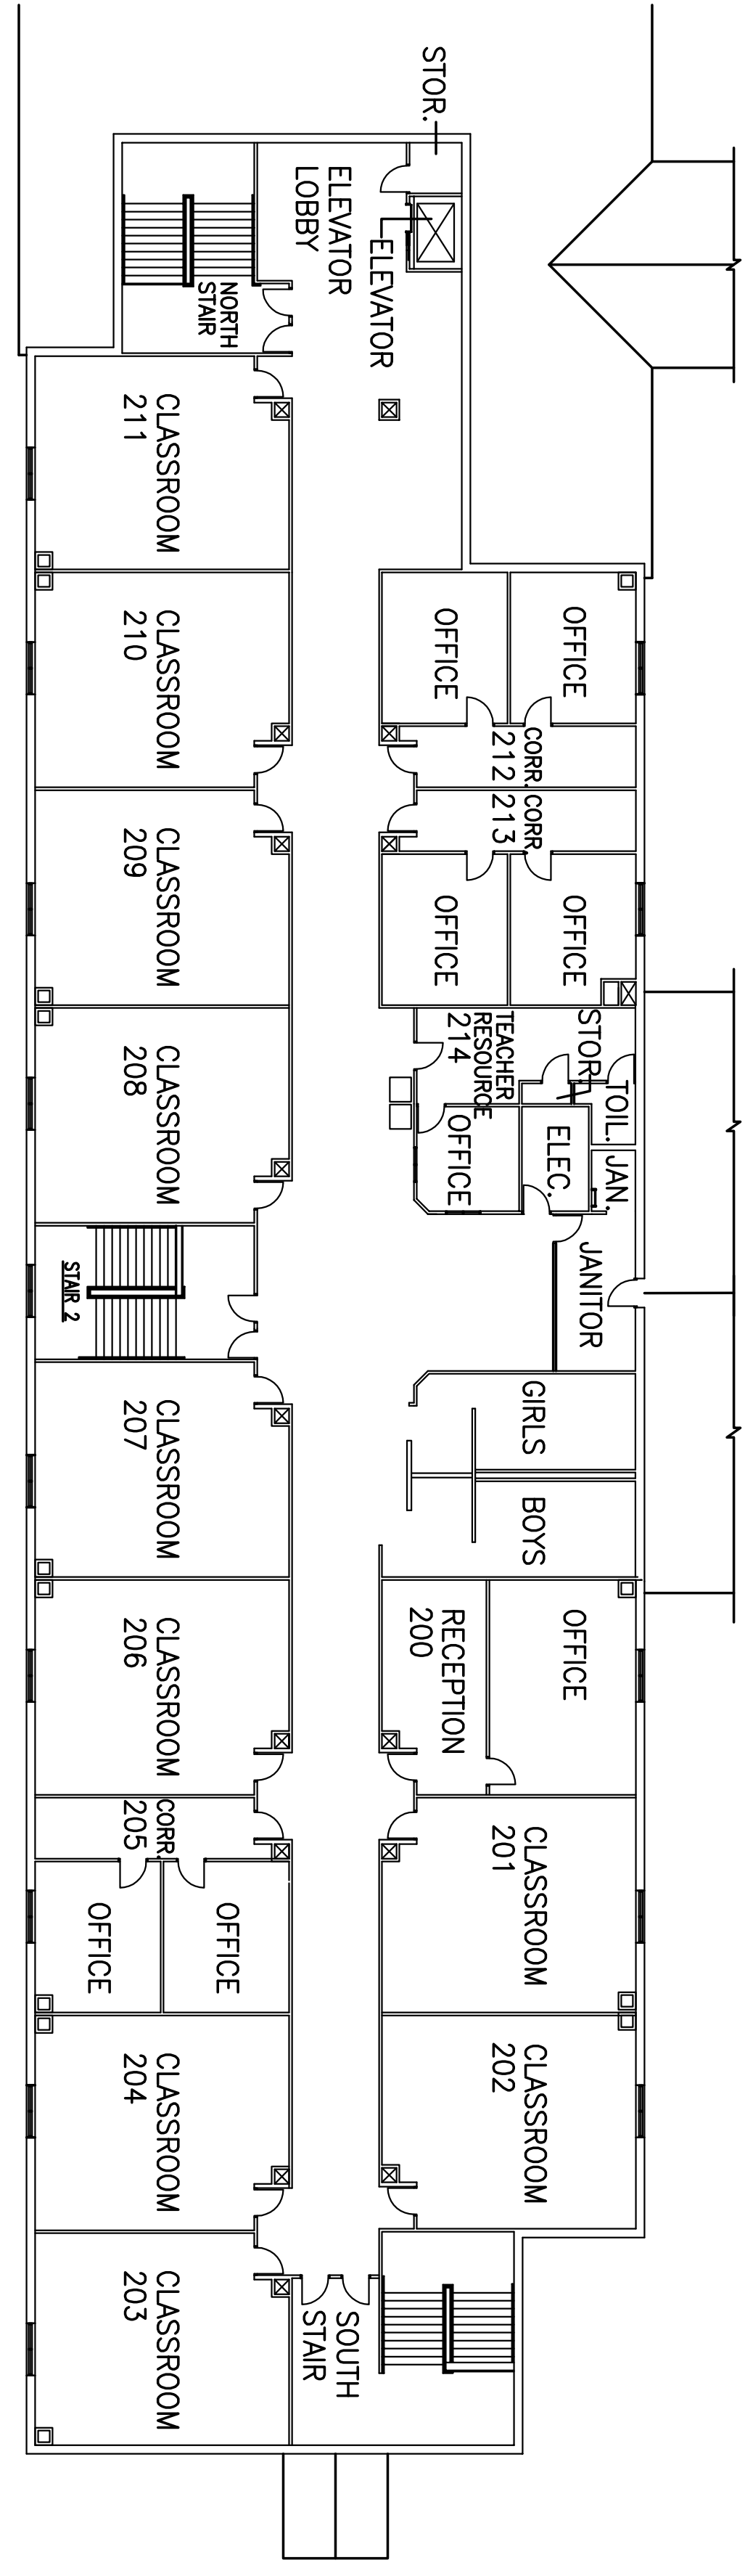 STOR.
ELEVATOR
LOBBY
ELEVATOR
NORTH
STAIR
CLASSROOM
211
CLASSROOM
210
OFFICE
OFFICE
CORR.
212
CORR
213
CLASSROOM
209
OFFICE
OFFICE
TEACHER
RESOURCE
214
STOR.
TOIL.
CLASSROOM
208
OFFICE
ELEC.
JAN.
JANITOR
STAIR 2
GIRLS
CLASSROOM
207
BOYS
CLASSROOM
206
RECEPTION
200
OFFICE
CORR.
205
CLASSROOM
201
OFFICE
OFFICE
CLASSROOM
204
CLASSROOM
202
CLASSROOM
203
SOUTH
STAIR